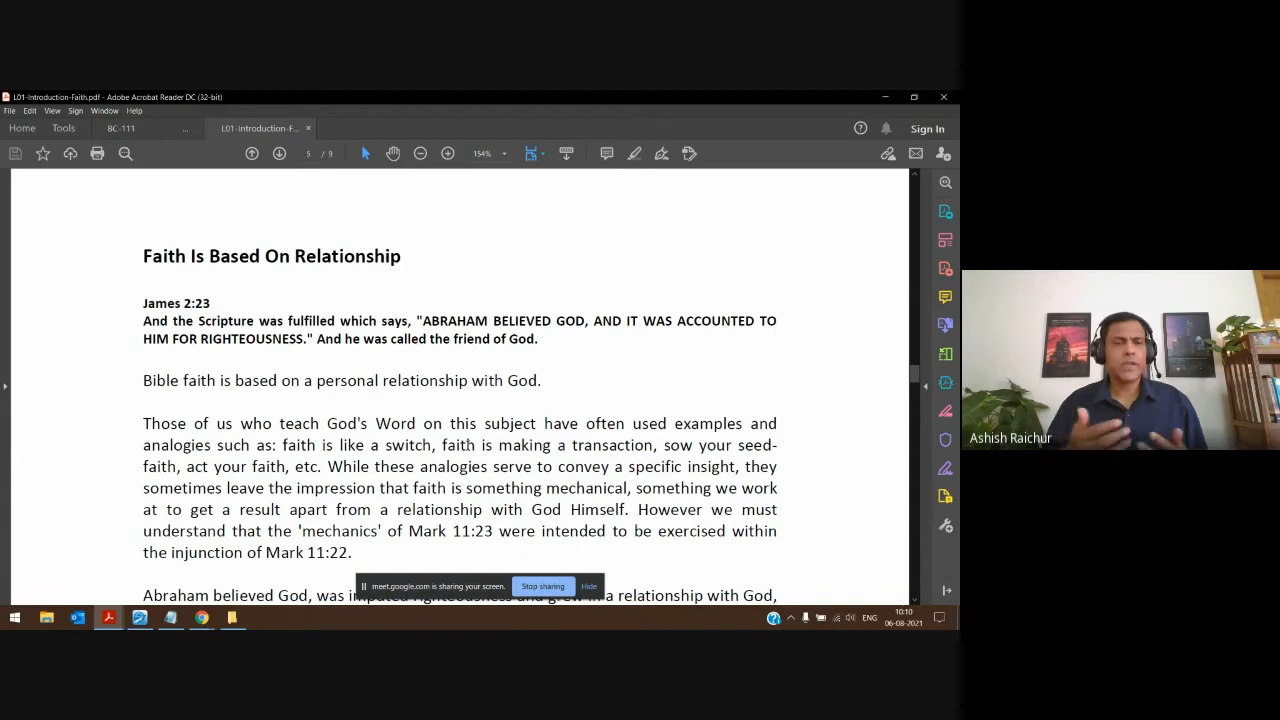 L01-Introduction-Faith.pdf - Adobe Acrobat Reader DC (32-bit)
File Edit View Sign Window Help
Home Tools BC-111 ... L01-Introduction-F... × Sign In
5 / 9 154%
Faith Is Based On Relationship
James 2:23
And the Scripture was fulfilled which says, "ABRAHAM BELIEVED GOD, AND IT WAS ACCOUNTED TO
HIM FOR RIGHTEOUSNESS." And he was called the friend of God.
Bible faith is based on a personal relationship with God.
Those of us who teach God's Word on this subject have often used examples and
analogies such as: faith is like a switch, faith is making a transaction, sow your seed-
faith, act your faith, etc. While these analogies serve to convey a specific insight, they
sometimes leave the impression that faith is something mechanical, something we work
at to get a result apart from a relationship with God Himself. However we must
understand that the 'mechanics' of Mark 11:23 were intended to be exercised within
the injunction of Mark 11:22.
meet.google.com is sharing your screen. Stop sharing Hide
Abraham believed God, was imputed righteousness and grew in a relationship with God,
ENG
10:10
06-08-2021
Ashish Raichur